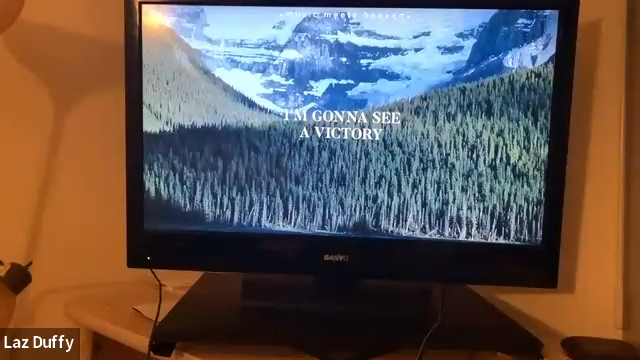 music meets heaven
I'M GONNA SEE
A VICTORY
SANYO
Laz Duffy